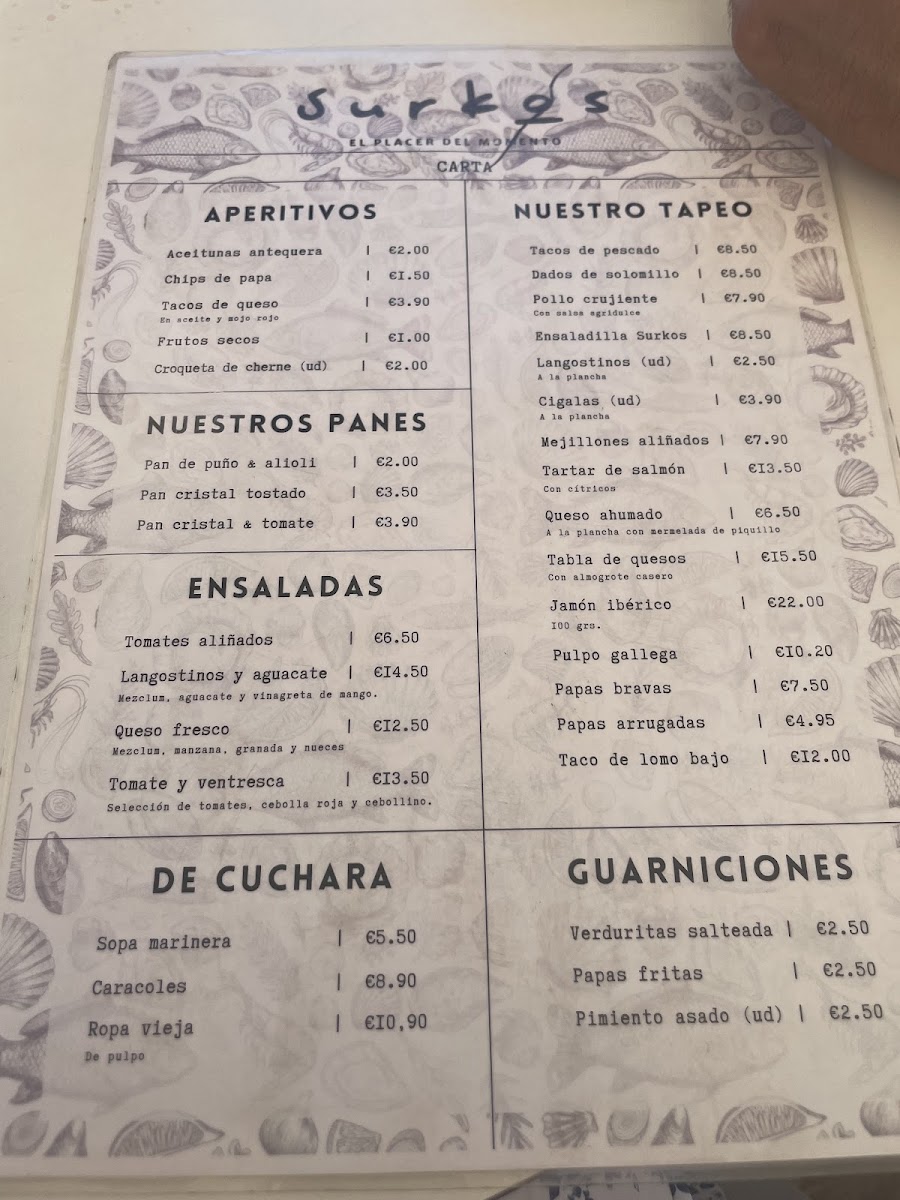 surkos
EL PLACER DEL MOMENTO
CARTA
APERITIVOS
Aceitunas antequera | €2.00
Chips de papa | €1.50
Tacos de queso | €3.90
En aceite y mojo rojo
Frutos secos | €1.00
Croqueta de cherne (ud) | €2.00
NUESTROS PANES
Pan de puño & alioli | €2.00
Pan cristal tostado | €3.50
Pan cristal & tomate | €3.90
ENSALADAS
Tomates aliñados | €6.50
Langostinos y aguacate | €14.50
Mezclum, aguacate y vinagreta de mango.
Queso fresco | €12.50
Mezclum, manzana, granada y nueces
Tomate y ventresca | €13.50
Selección de tomates, cebolla roja y cebollino.
DE CUCHARA
Sopa marinera | €5.50
Caracoles | €8.90
Ropa vieja | €10,90
De pulpo
NUESTRO TAPEO
Tacos de pescado | €8.50
Dados de solomillo | €8.50
Pollo crujiente | €7.90
Con salsa agridulce
Ensaladilla Surkos | €8.50
Langostinos (ud) | €2.50
A la plancha
Cigalas (ud) | €3.90
A la plancha
Mejillones aliñados | €7.90
Tartar de salmón | €13.50
Con cítricos
Queso ahumado | €6.50
A la plancha con mermelada de piquillo
Tabla de quesos | €15.50
Con almogrote casero
Jamón ibérico | €22.00
100 grs.
Pulpo gallega | €10.20
Papas bravas | €7.50
Papas arrugadas | €4.95
Taco de lomo bajo | €12.00
GUARNICIONES
Verduritas salteada | €2.50
Papas fritas | €2.50
Pimiento asado (ud) | €2.50